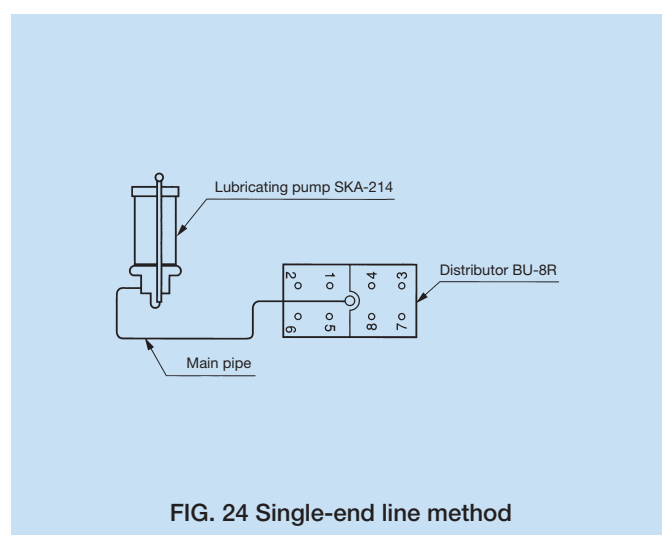 Lubricating pump SKA-214
2 1 4 3
Distributor BU-8R
6 5 8 7
Main pipe
FIG. 24 Single-end line method